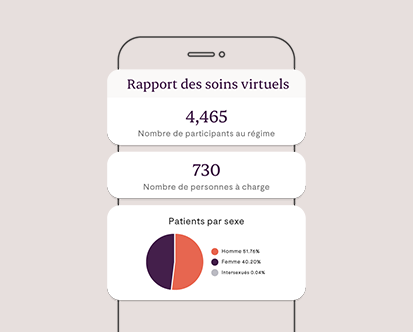 Rapport des soins virtuels
4,465
Nombre de participants au régime
730
Nombre de personnes à charge
Patients par sexe
Homme 51.76%
Femme 40.20%
Intersexués 0.04%